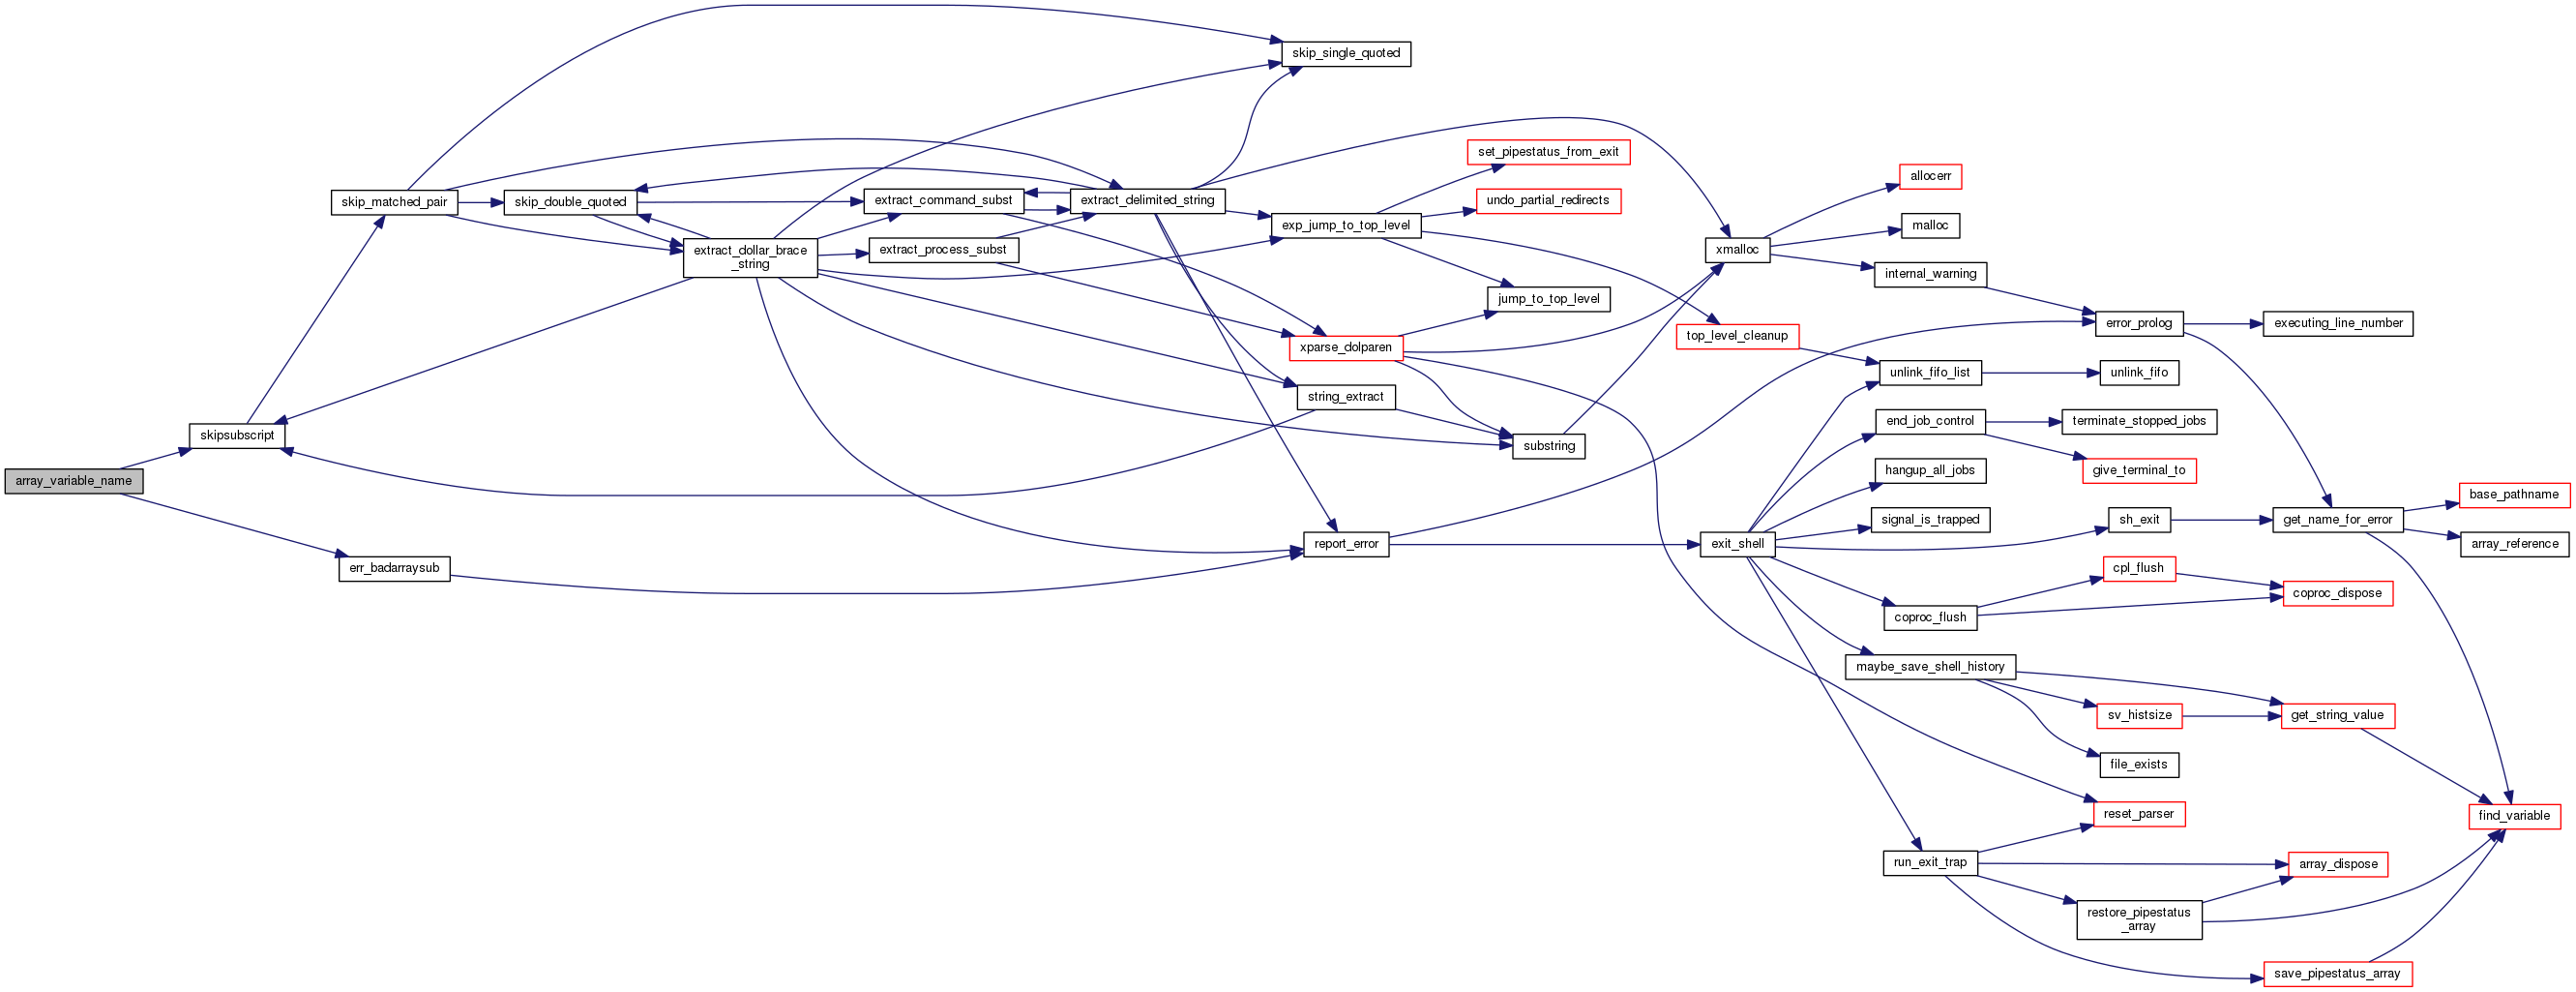 skip_single_quoted
set_pipestatus_from_exit
allocerr
skip_matched_pair
skip_double_quoted
extract_command_subst
extract_delimited_string
undo_partial_redirects
exp_jump_to_top_level
malloc
extract_dollar_brace
_string
extract_process_subst
xmalloc
internal_warning
jump_to_top_level
error_prolog
executing_line_number
top_level_cleanup
xparse_dolparen
unlink_fifo_list
unlink_fifo
string_extract
end_job_control
terminate_stopped_jobs
skipsubscript
substring
hangup_all_jobs
give_terminal_to
array_variable_name
base_pathname
signal_is_trapped
sh_exit
get_name_for_error
report_error
exit_shell
array_reference
err_badarraysub
cpl_flush
coproc_dispose
coproc_flush
maybe_save_shell_history
sv_histsize
get_string_value
file_exists
reset_parser
find_variable
run_exit_trap
array_dispose
restore_pipestatus
_array
save_pipestatus_array